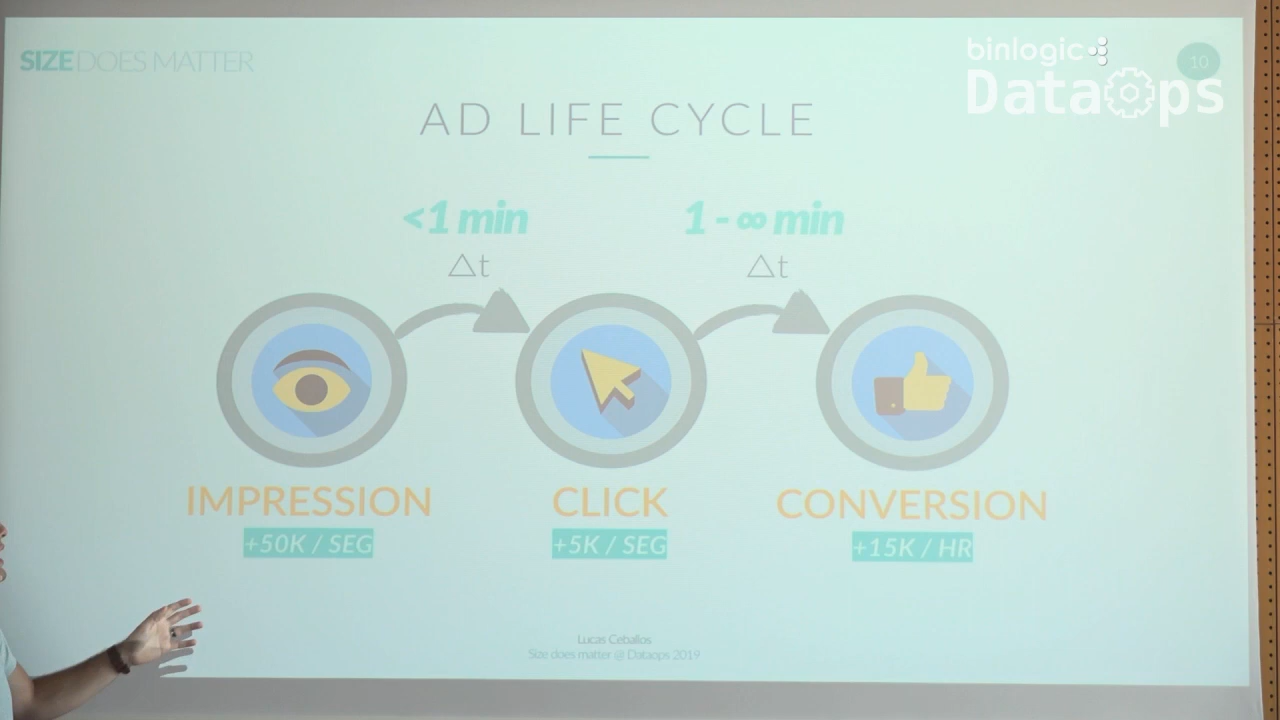 SIZE DOES MATTER
binlogic
DataOps
10
AD LIFE CYCLE
<1 min
1 - ∞ min
Δt
Δt
IMPRESSION
CLICK
CONVERSION
+50K / SEG
+5K / SEG
+15K / HR
Lucas Ceballos
Size does matter @ Dataops 2019